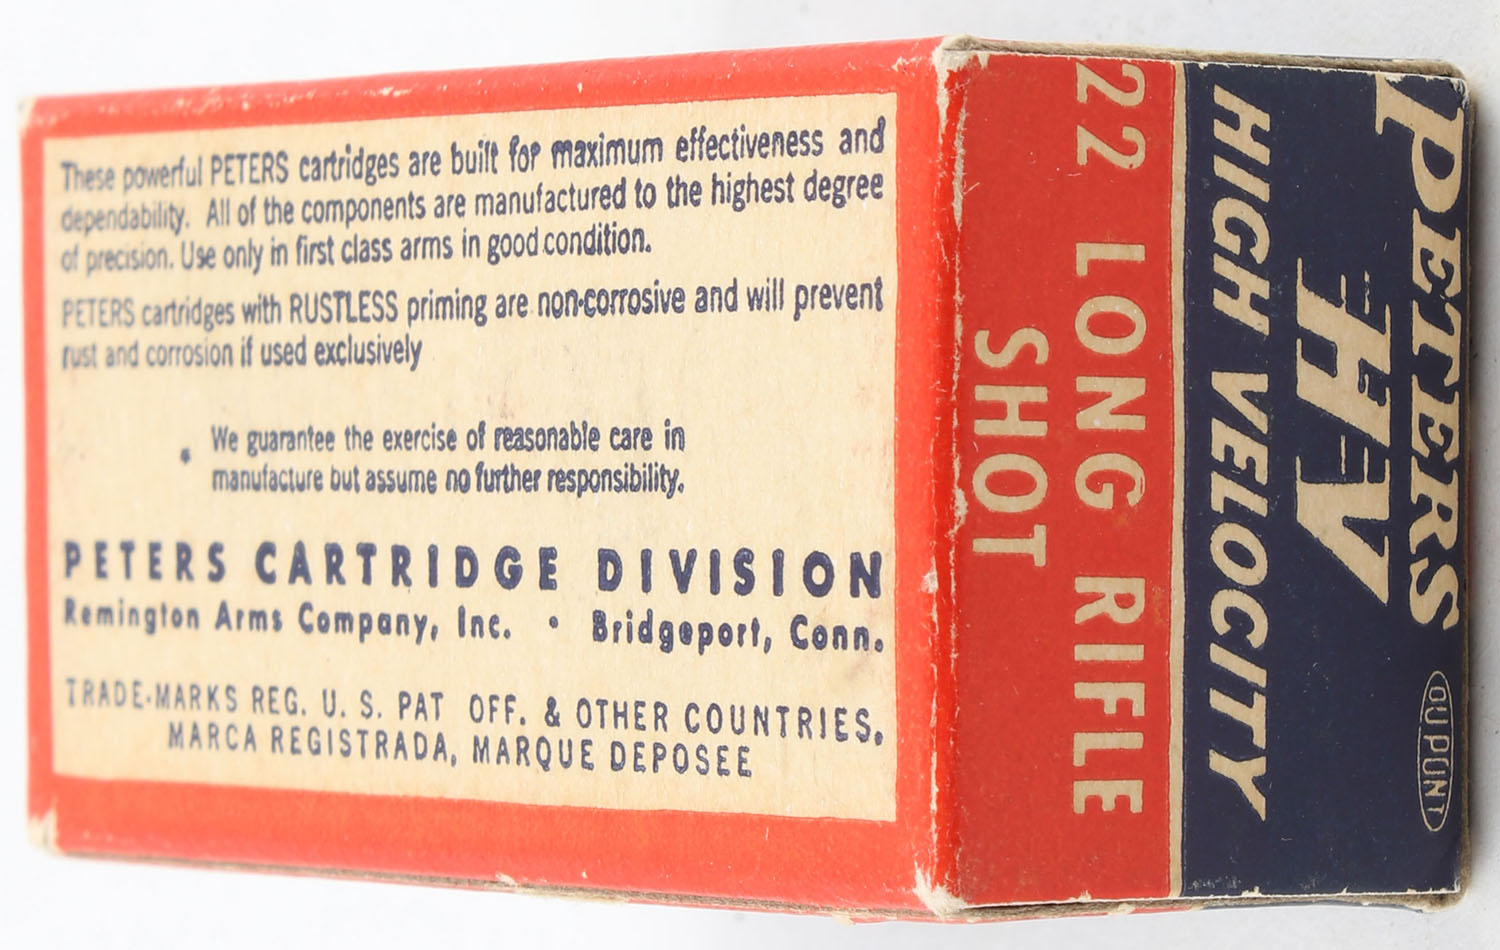 These powerful PETERS cartridges are built for maximum effectiveness and
dependability. All of the components are manufactured to the highest degree
of precision. Use only in first class arms in good condition.
PETERS cartridges with RUSTLESS priming are non-corrosive and will prevent
rust and corrosion if used exclusively
* We guarantee the exercise of reasonable care in
manufacture but assume no further responsibility.
PETERS CARTRIDGE DIVISION
Remington Arms Company, Inc. • Bridgeport, Conn.
TRADE-MARKS REG. U. S. PAT OFF. & OTHER COUNTRIES,
MARCA REGISTRADA, MARQUE DEPOSEE
PETERS
HV
HIGH VELOCITY
22 LONG RIFLE
SHOT
DU PONT